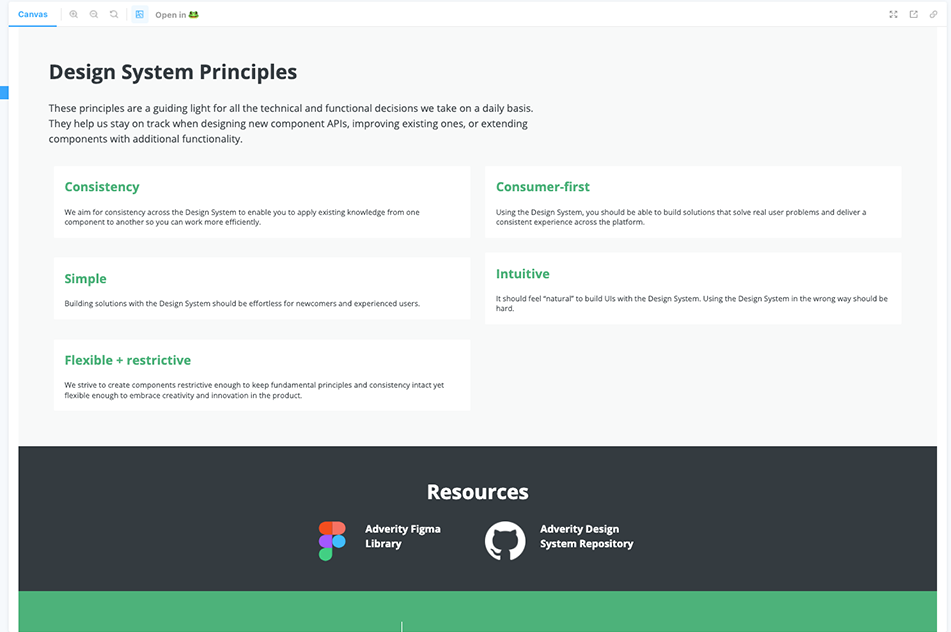 Canvas
Open in
Design System Principles
These principles are a guiding light for all the technical and functional decisions we take on a daily basis.
They help us stay on track when designing new component APIs, improving existing ones, or extending
components with additional functionality.
Consistency
We aim for consistency across the Design System to enable you to apply existing knowledge from one
component to another so you can work more efficiently.
Consumer-first
Using the Design System, you should be able to build solutions that solve real user problems and deliver a
consistent experience across the platform.
Simple
Building solutions with the Design System should be effortless for newcomers and experienced users.
Intuitive
It should feel “natural” to build UIs with the Design System. Using the Design System in the wrong way should be
hard.
Flexible + restrictive
We strive to create components restrictive enough to keep fundamental principles and consistency intact yet
flexible enough to embrace creativity and innovation in the product.
Resources
Adverity Figma
Library
Adverity Design
System Repository